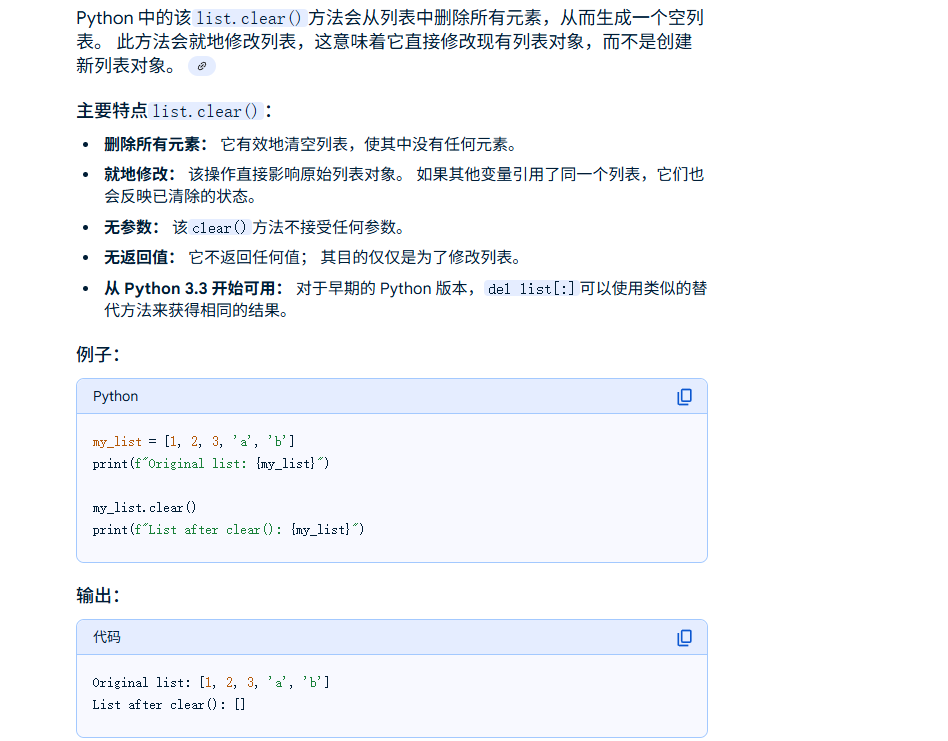 Python 中的该 list.clear() 方法会从列表中删除所有元素，从而生成一个空列
表。 此方法会就地修改列表，这意味着它直接修改现有列表对象，而不是创建
新列表对象。
主要特点 list.clear() ：
• 删除所有元素： 它有效地清空列表，使其中没有任何元素。
• 就地修改： 该操作直接影响原始列表对象。 如果其他变量引用了同一个列表，它们也
会反映已清除的状态。
• 无参数： 该 clear() 方法不接受任何参数。
• 无返回值： 它不返回任何值； 其目的仅仅是为了修改列表。
• 从 Python 3.3 开始可用： 对于早期的 Python 版本， del list[:] 可以使用类似的替
代方法来获得相同的结果。
例子：
Python
my_list = [1, 2, 3, 'a', 'b']
print(f"Original list: {my_list}")
my_list.clear()
print(f"List after clear(): {my_list}")
输出：
代码
Original list: [1, 2, 3, 'a', 'b']
List after clear(): []